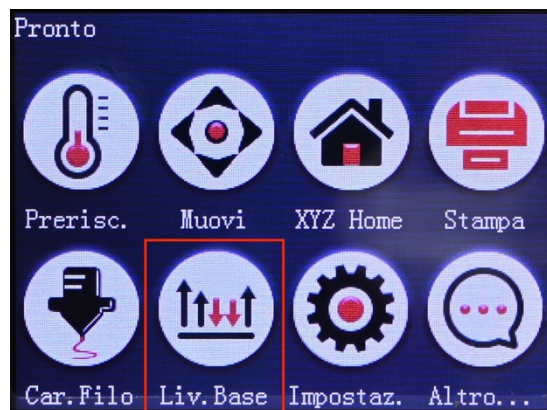 Pronto
Prerisc. Muovi XYZ Home Stampa
Car.Filo Liv.Base Impostaz. Altro...